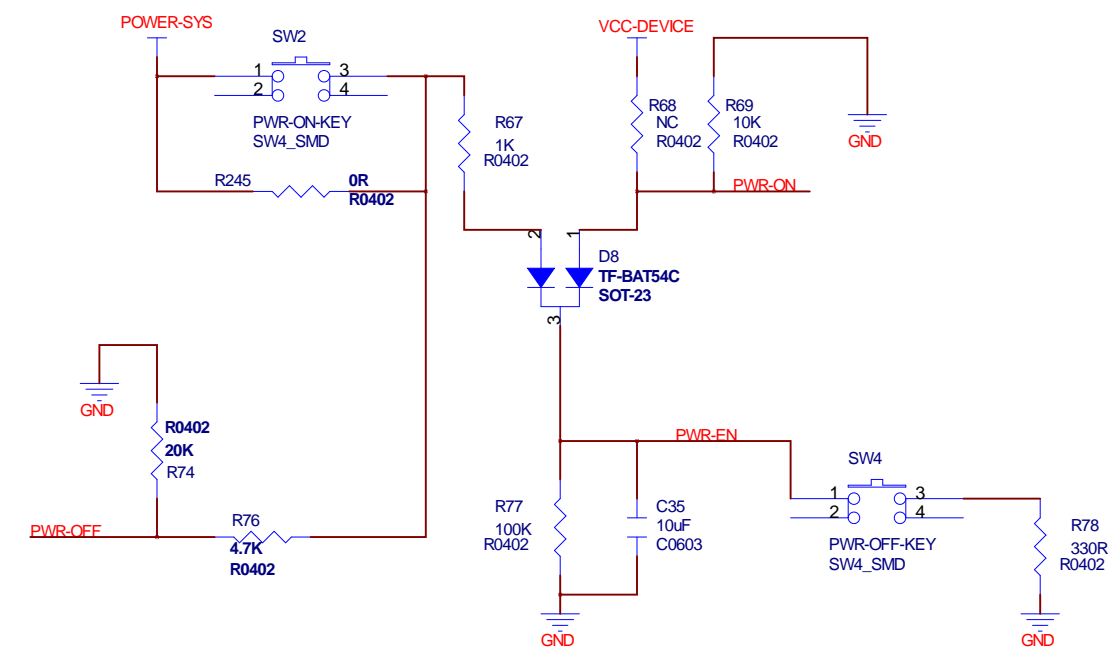 POWER-SYS
SW2
1
2
3
4
PWR-ON-KEY
SW4_SMD
R245
0R
R0402
R67
1K
R0402
VCC-DEVICE
R68
NC
R0402
R69
10K
R0402
GND
PWR-ON
2
1
D8
TF-BAT54C
SOT-23
3
GND
R0402
20K
R74
PWR-OFF
R76
4.7K
R0402
PWR-EN
R77
100K
R0402
C35
10uF
C0603
GND
SW4
1
2
3
4
PWR-OFF-KEY
SW4_SMD
R78
330R
R0402
GND